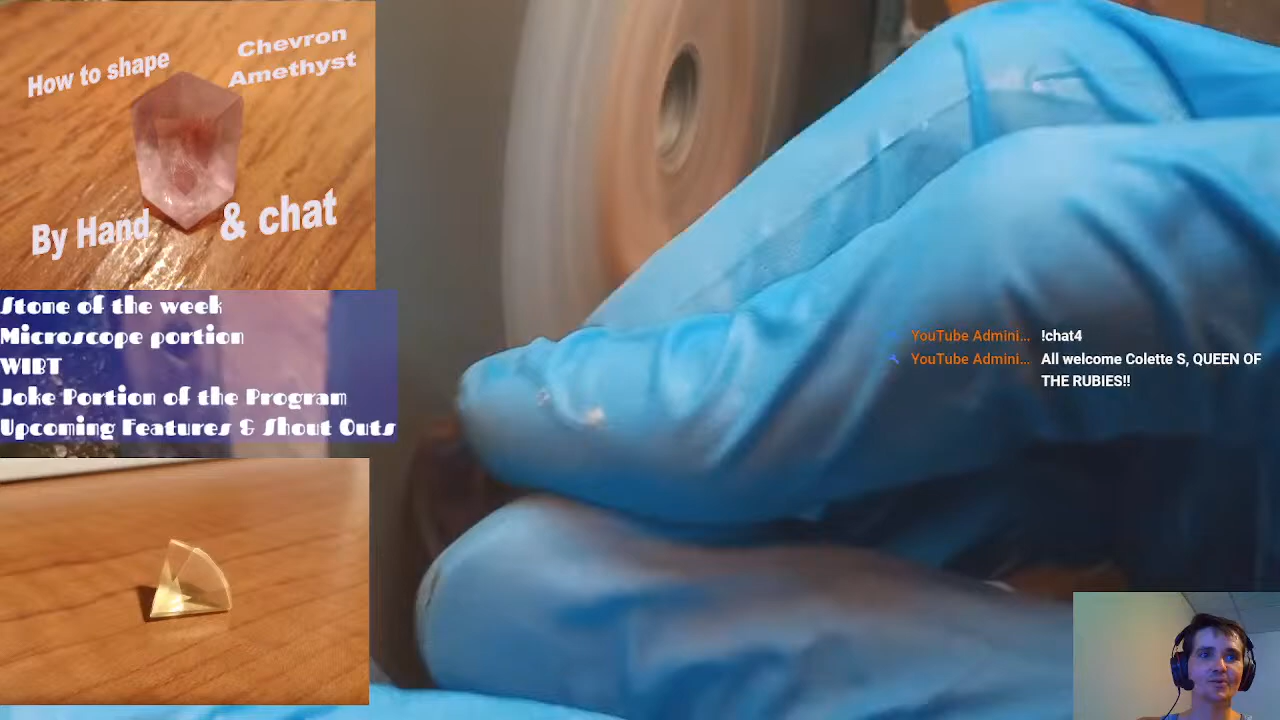 How to shape
Chevron
Amethyst
By Hand
& chat
Stone of the week
Microscope portion
WIBT
Joke Portion of the Program
Upcoming Features & Shout Outs
YouTube Admini... !chat4
YouTube Admini... All welcome Colette S, QUEEN OF
THE RUBIES!!